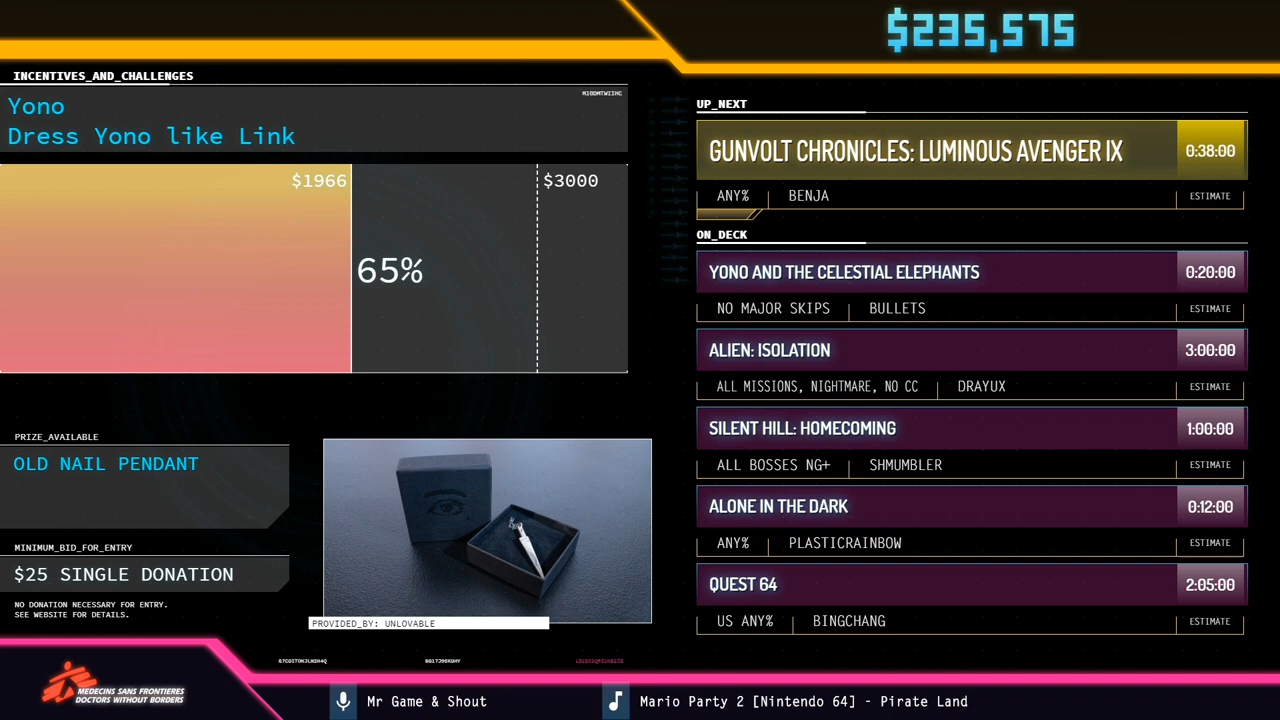 $235,575
INCENTIVES_AND_CHALLENGES
Yono
Dress Yono like Link
$1966
$3000
65%
PRIZE_AVAILABLE
OLD NAIL PENDANT
MINIMUM_BID_FOR_ENTRY
$25 SINGLE DONATION
NO DONATION NECESSARY FOR ENTRY.
SEE WEBSITE FOR DETAILS.
PROVIDED_BY: UNLOVABLE
UP_NEXT
GUNVOLT CHRONICLES: LUMINOUS AVENGER IX
0:38:00
ANY% BENJA ESTIMATE
ON_DECK
YONO AND THE CELESTIAL ELEPHANTS 0:20:00
NO MAJOR SKIPS BULLETS ESTIMATE
ALIEN: ISOLATION 3:00:00
ALL MISSIONS, NIGHTMARE, NO CC DRAYUX ESTIMATE
SILENT HILL: HOMECOMING 1:00:00
ALL BOSSES NG+ SHMUMBLER ESTIMATE
ALONE IN THE DARK 0:12:00
ANY% PLASTICRAINBOW ESTIMATE
QUEST 64 2:05:00
US ANY% BINGCHANG ESTIMATE
MEDECINS SANS FRONTIERES
DOCTORS WITHOUT BORDERS
Mr Game & Shout
Mario Party 2 [Nintendo 64] - Pirate Land